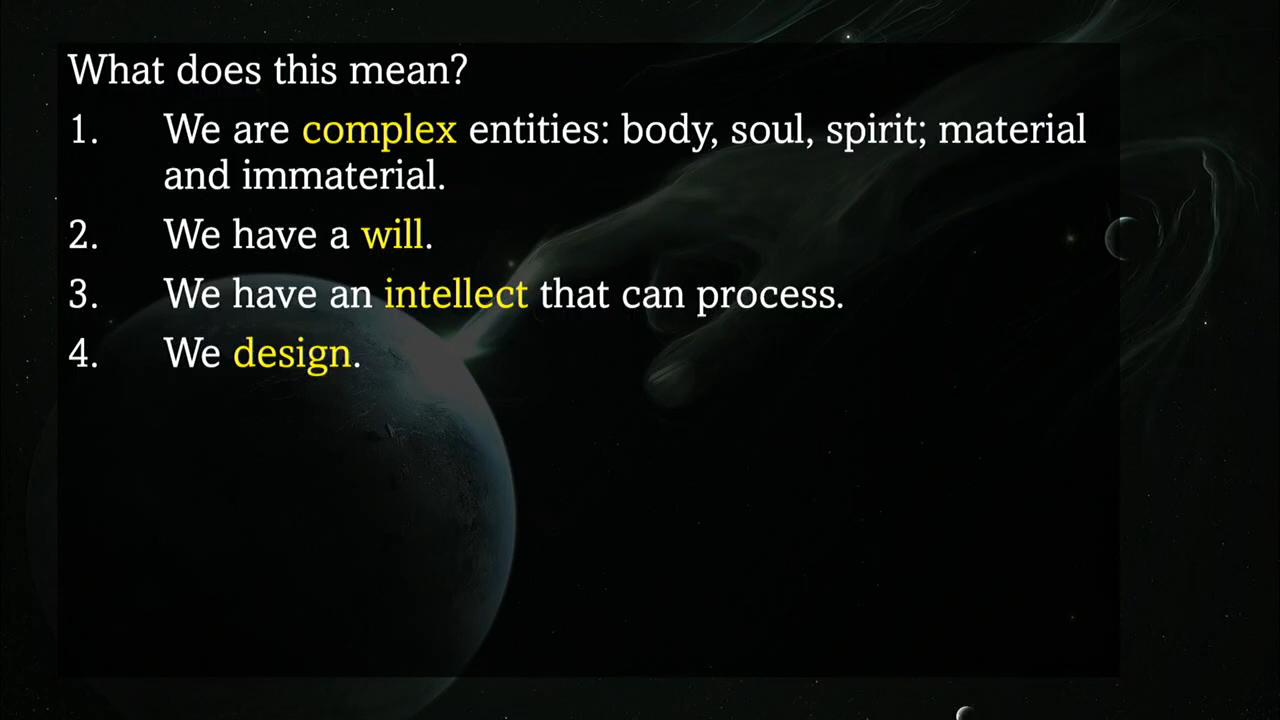 What does this mean?
1. We are complex entities: body, soul, spirit; material
and immaterial.
2. We have a will.
3. We have an intellect that can process.
4. We design.